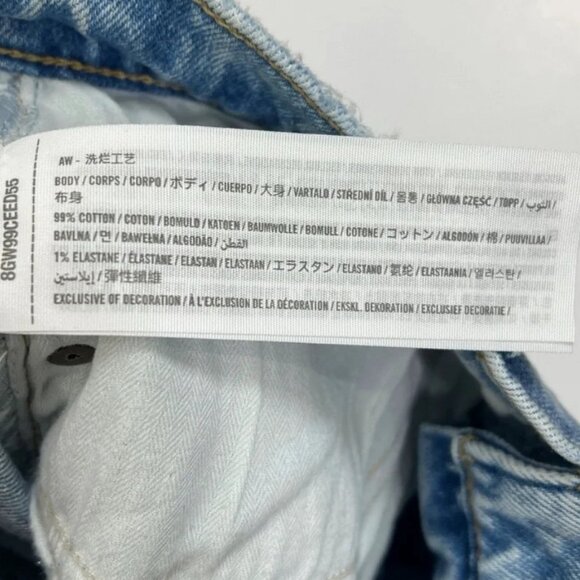 8GW99CEED55
AW - 洗烂工艺
BODY / CORPS / CORPO / ボディ / CUERPO / 大身 / VARTALO / STŘEDNÍ DÍL / 몸통 / GŁÓWNA CZĘŚĆ / TOPP / الثوب /
布身
99% COTTON / COTON / BOMULD / KATOEN / BAUMWOLLE / BOMULL / COTONE / コットン / ALGODÓN / 棉 / PUUVILLAA /
BAVLNA / 면 / BAWEŁNA / ALGODÃO / القطن /
1% ELASTANE / ÉLASTANE / ELASTAN / ELASTAAN / エラスタン / ELASTANO / 氨纶 / ELASTAANIA / 엘러스탄 /
إيلاستين / 彈性纖維
EXCLUSIVE OF DECORATION / À L'EXCLUSION DE LA DÉCORATION / EKSKL. DEKORATION / EXCLUSIEF DECORATIE /